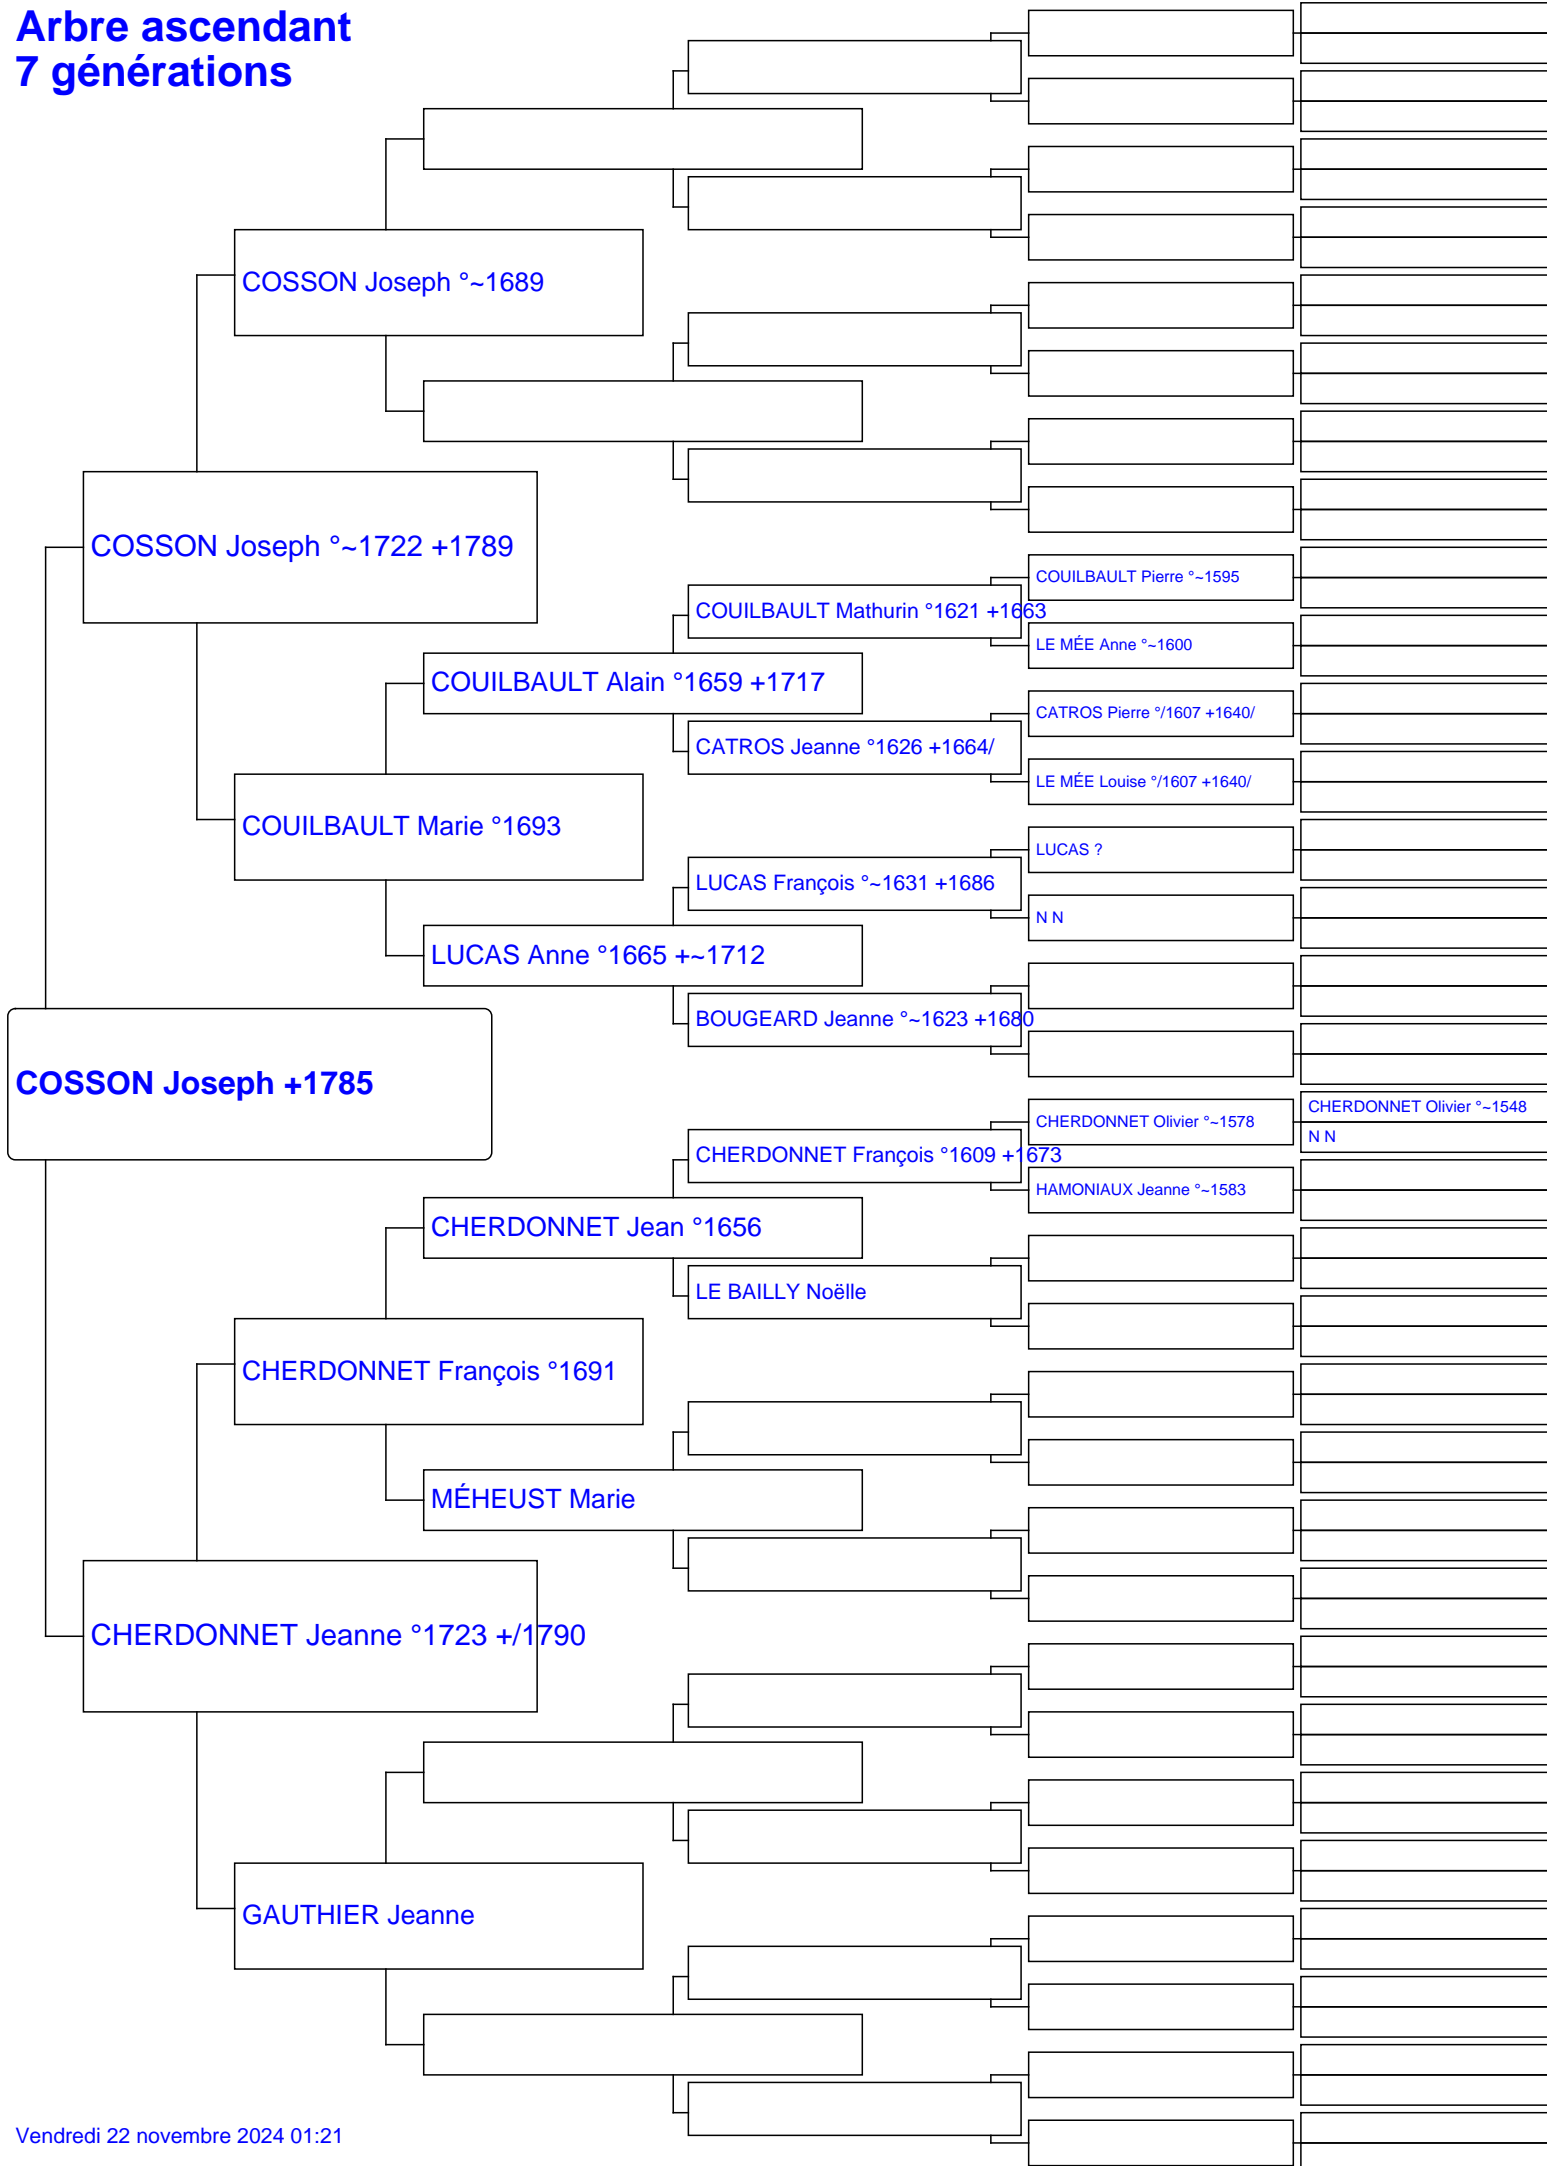 Arbre ascendant
7 générations
COSSON Joseph °~1689
COSSON Joseph °~1722 +1789
COUILBAULT Pierre °~1595
COUILBAULT Mathurin °1621 +1663
LE MÉE Anne °~1600
COUILBAULT Alain °1659 +1717
CATROS Pierre °/1607 +1640/
CATROS Jeanne °1626 +1664/
LE MÉE Louise °/1607 +1640/
COUILBAULT Marie °1693
LUCAS ?
LUCAS François °~1631 +1686
N N
LUCAS Anne °1665 +~1712
BOUGEARD Jeanne °~1623 +1680
COSSON Joseph +1785
CHERDONNET Olivier °~1548
CHERDONNET Olivier °~1578
N N
CHERDONNET François °1609 +1673
HAMONIAUX Jeanne °~1583
CHERDONNET Jean °1656
LE BAILLY Noëlle
CHERDONNET François °1691
MÉHEUST Marie
CHERDONNET Jeanne °1723 +/1790
GAUTHIER Jeanne
Vendredi 22 novembre 2024 01:21